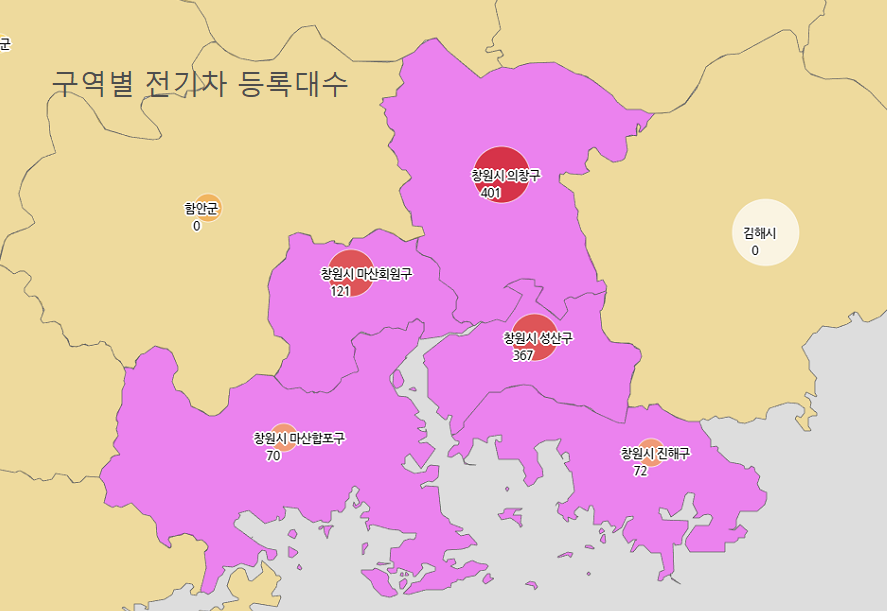 군
구역별 전기차 등록대수
창원시 의창구
401
함안군
0
김해시
0
창원시 마산회원구
121
창원시 성산구
367
창원시 마산합포구
70
창원시 진해구
72